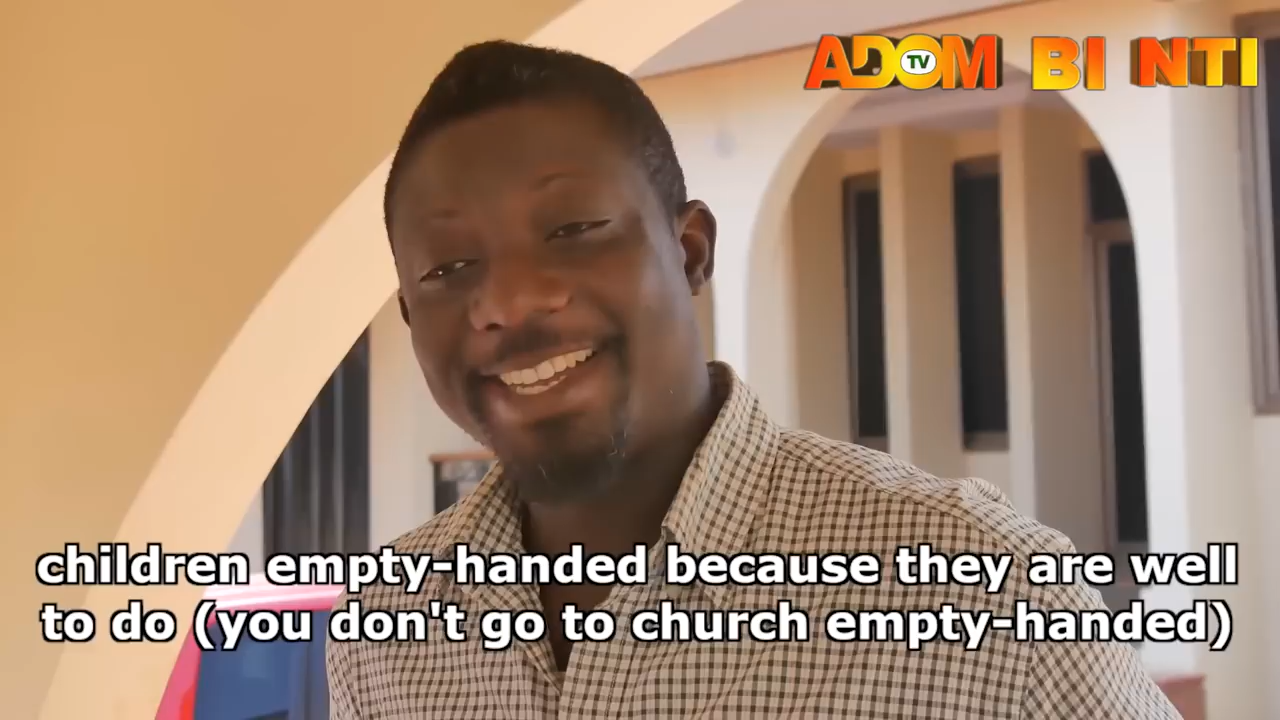 ADOM TV BI NTI
children empty-handed because they are well
to do (you don't go to church empty-handed)